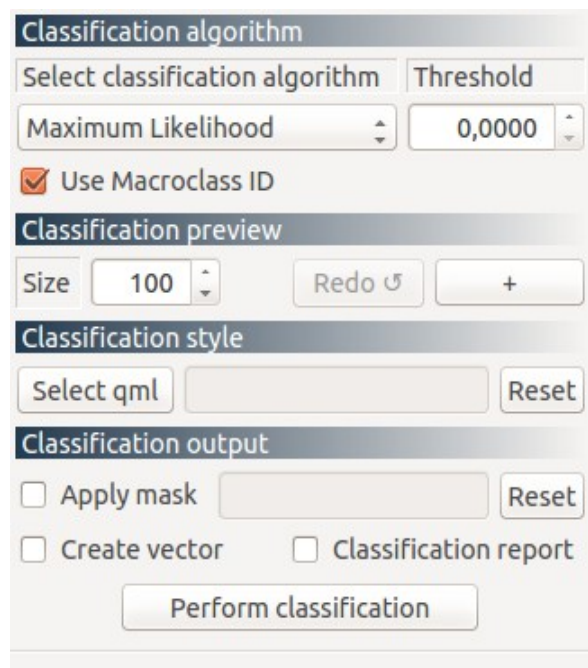 Classification algorithm
Select classification algorithm Threshold
Maximum Likelihood 0,0000
Use Macroclass ID
Classification preview
Size 100 Redo ↺ +
Classification style
Select qml Reset
Classification output
Apply mask Reset
Create vector Classification report
Perform classification